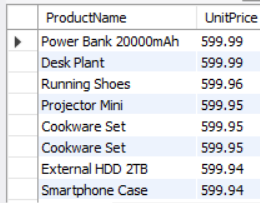 ProductName UnitPrice
Power Bank 20000mAh 599.99
Desk Plant 599.99
Running Shoes 599.96
Projector Mini 599.95
Cookware Set 599.95
Cookware Set 599.95
External HDD 2TB 599.94
Smartphone Case 599.94